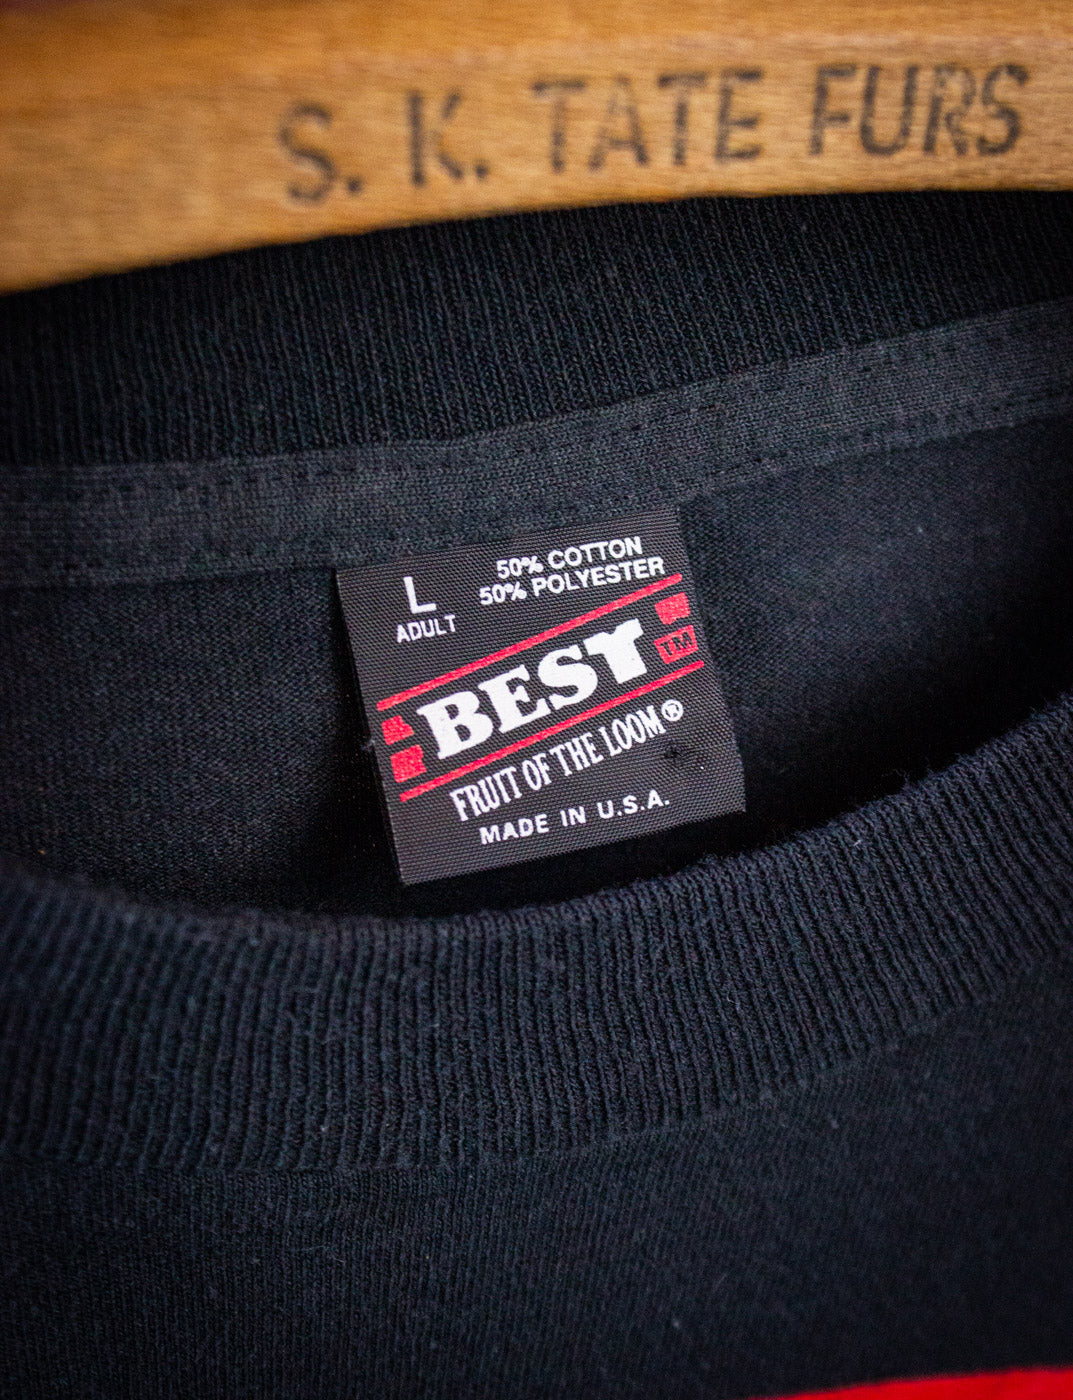 S. K. TATE FURS
L
ADULT
50% COTTON
50% POLYESTER
BEST TM
FRUIT OF THE LOOM®
MADE IN U.S.A.